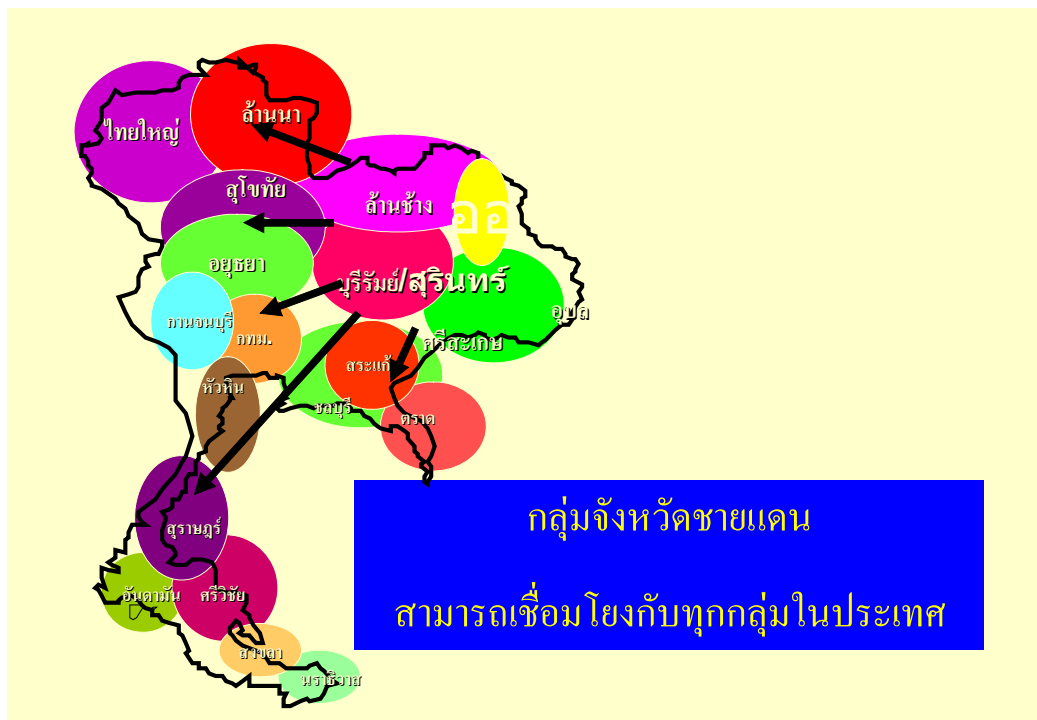 ล้านนา
ไทยใหญ่
สุโขทัย
ล้านช้าง
ออ
อยุธยา
บุรีรัมย์/สุรินทร์
อุบล
กานจนบุรี
กทม.
ศรีสะเกษ
สระแก้
หัวหิน
ชลบุรี
ตราด
กลุ่มจังหวัดชายแดน
สามารถเชื่อมโยงกับทุกกลุ่มในประเทศ
สุราษฎร์
อันดามัน
ศรีวิชัย
สงขลา
นราธิวาส